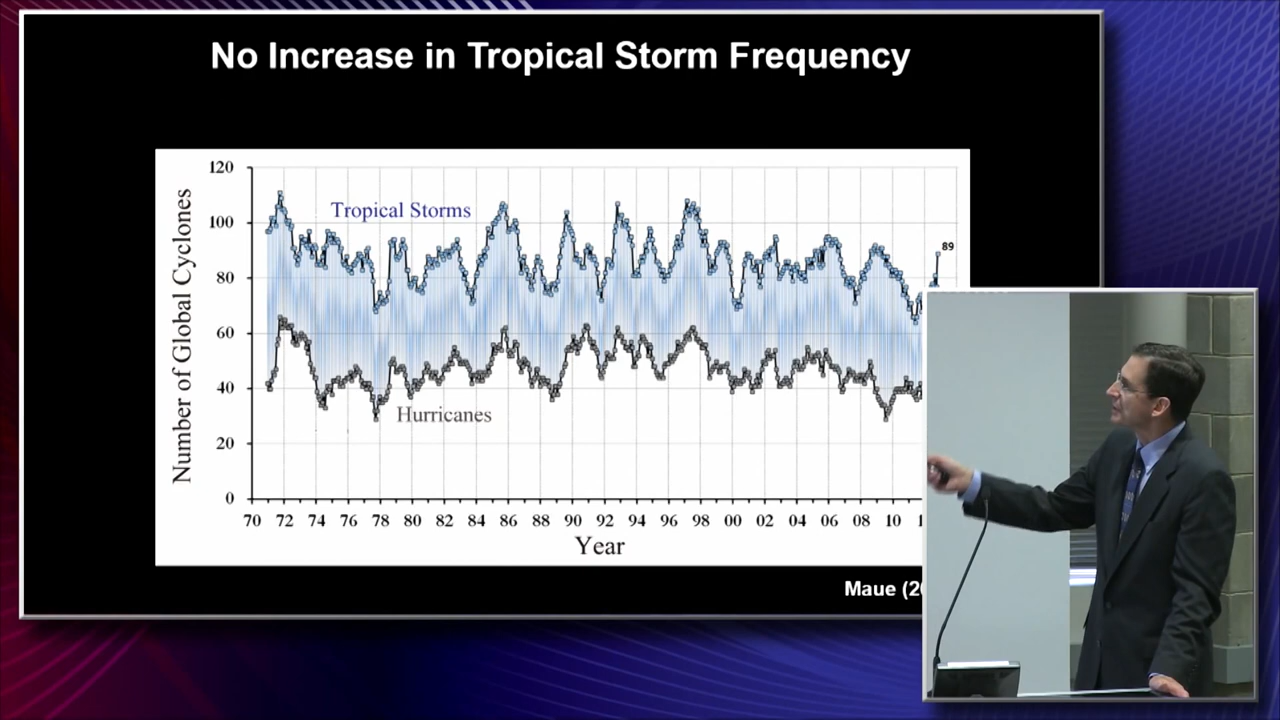 No Increase in Tropical Storm Frequency
120
100
80
60
40
20
0
Number of Global Cyclones
Tropical Storms
89
Hurricanes
70 72 74 76 78 80 82 84 86 88 90 92 94 96 98 00 02 04 06 08 10
Year
Maue (20